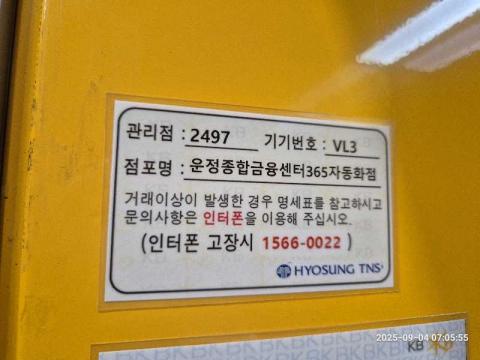 관리점 : 2497 기기번호 : VL3
점포명 : 운정종합금융센터365자동화점
거래이상이 발생한 경우 명세표를 참고하시고
문의사항은 인터폰을 이용해 주십시오.
(인터폰 고장시 1566-0022 )
HYOSUNG TNS
2025-09-04 07:05:55
KB